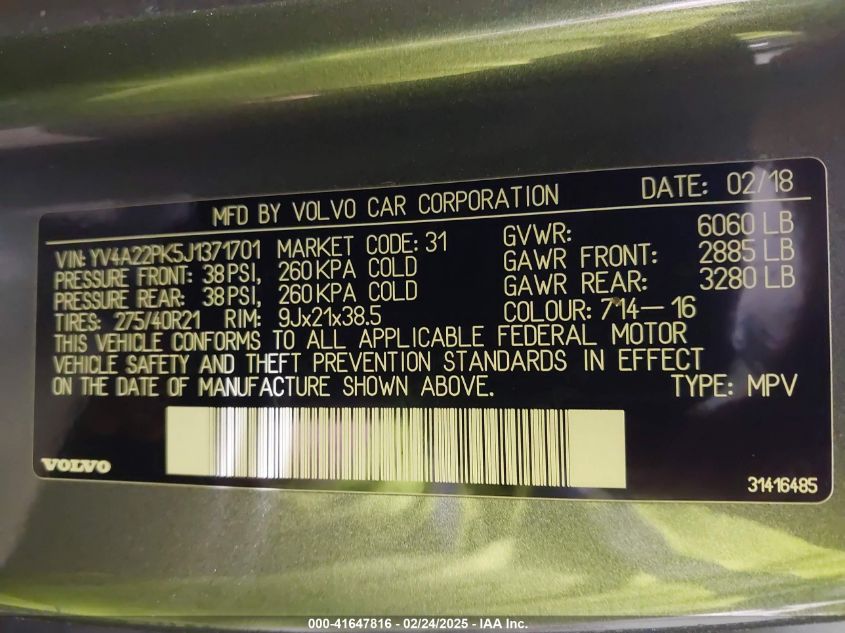 MFD BY VOLVO CAR CORPORATION DATE: 02/18
VIN: YV4A22PK5J1371701 MARKET CODE: 31 GVWR: 6060 LB
PRESSURE FRONT: 38 PSI, 260 KPA COLD GAWR FRONT: 2885 LB
PRESSURE REAR: 38 PSI, 260 KPA COLD GAWR REAR: 3280 LB
TIRES: 275/40R21 RIM: 9Jx21x38.5 COLOUR: 714-16
THIS VEHICLE CONFORMS TO ALL APPLICABLE FEDERAL MOTOR
VEHICLE SAFETY AND THEFT PREVENTION STANDARDS IN EFFECT
ON THE DATE OF MANUFACTURE SHOWN ABOVE. TYPE: MPV
VOLVO 31416485
000-41647816 - 02/24/2025 - IAA Inc.